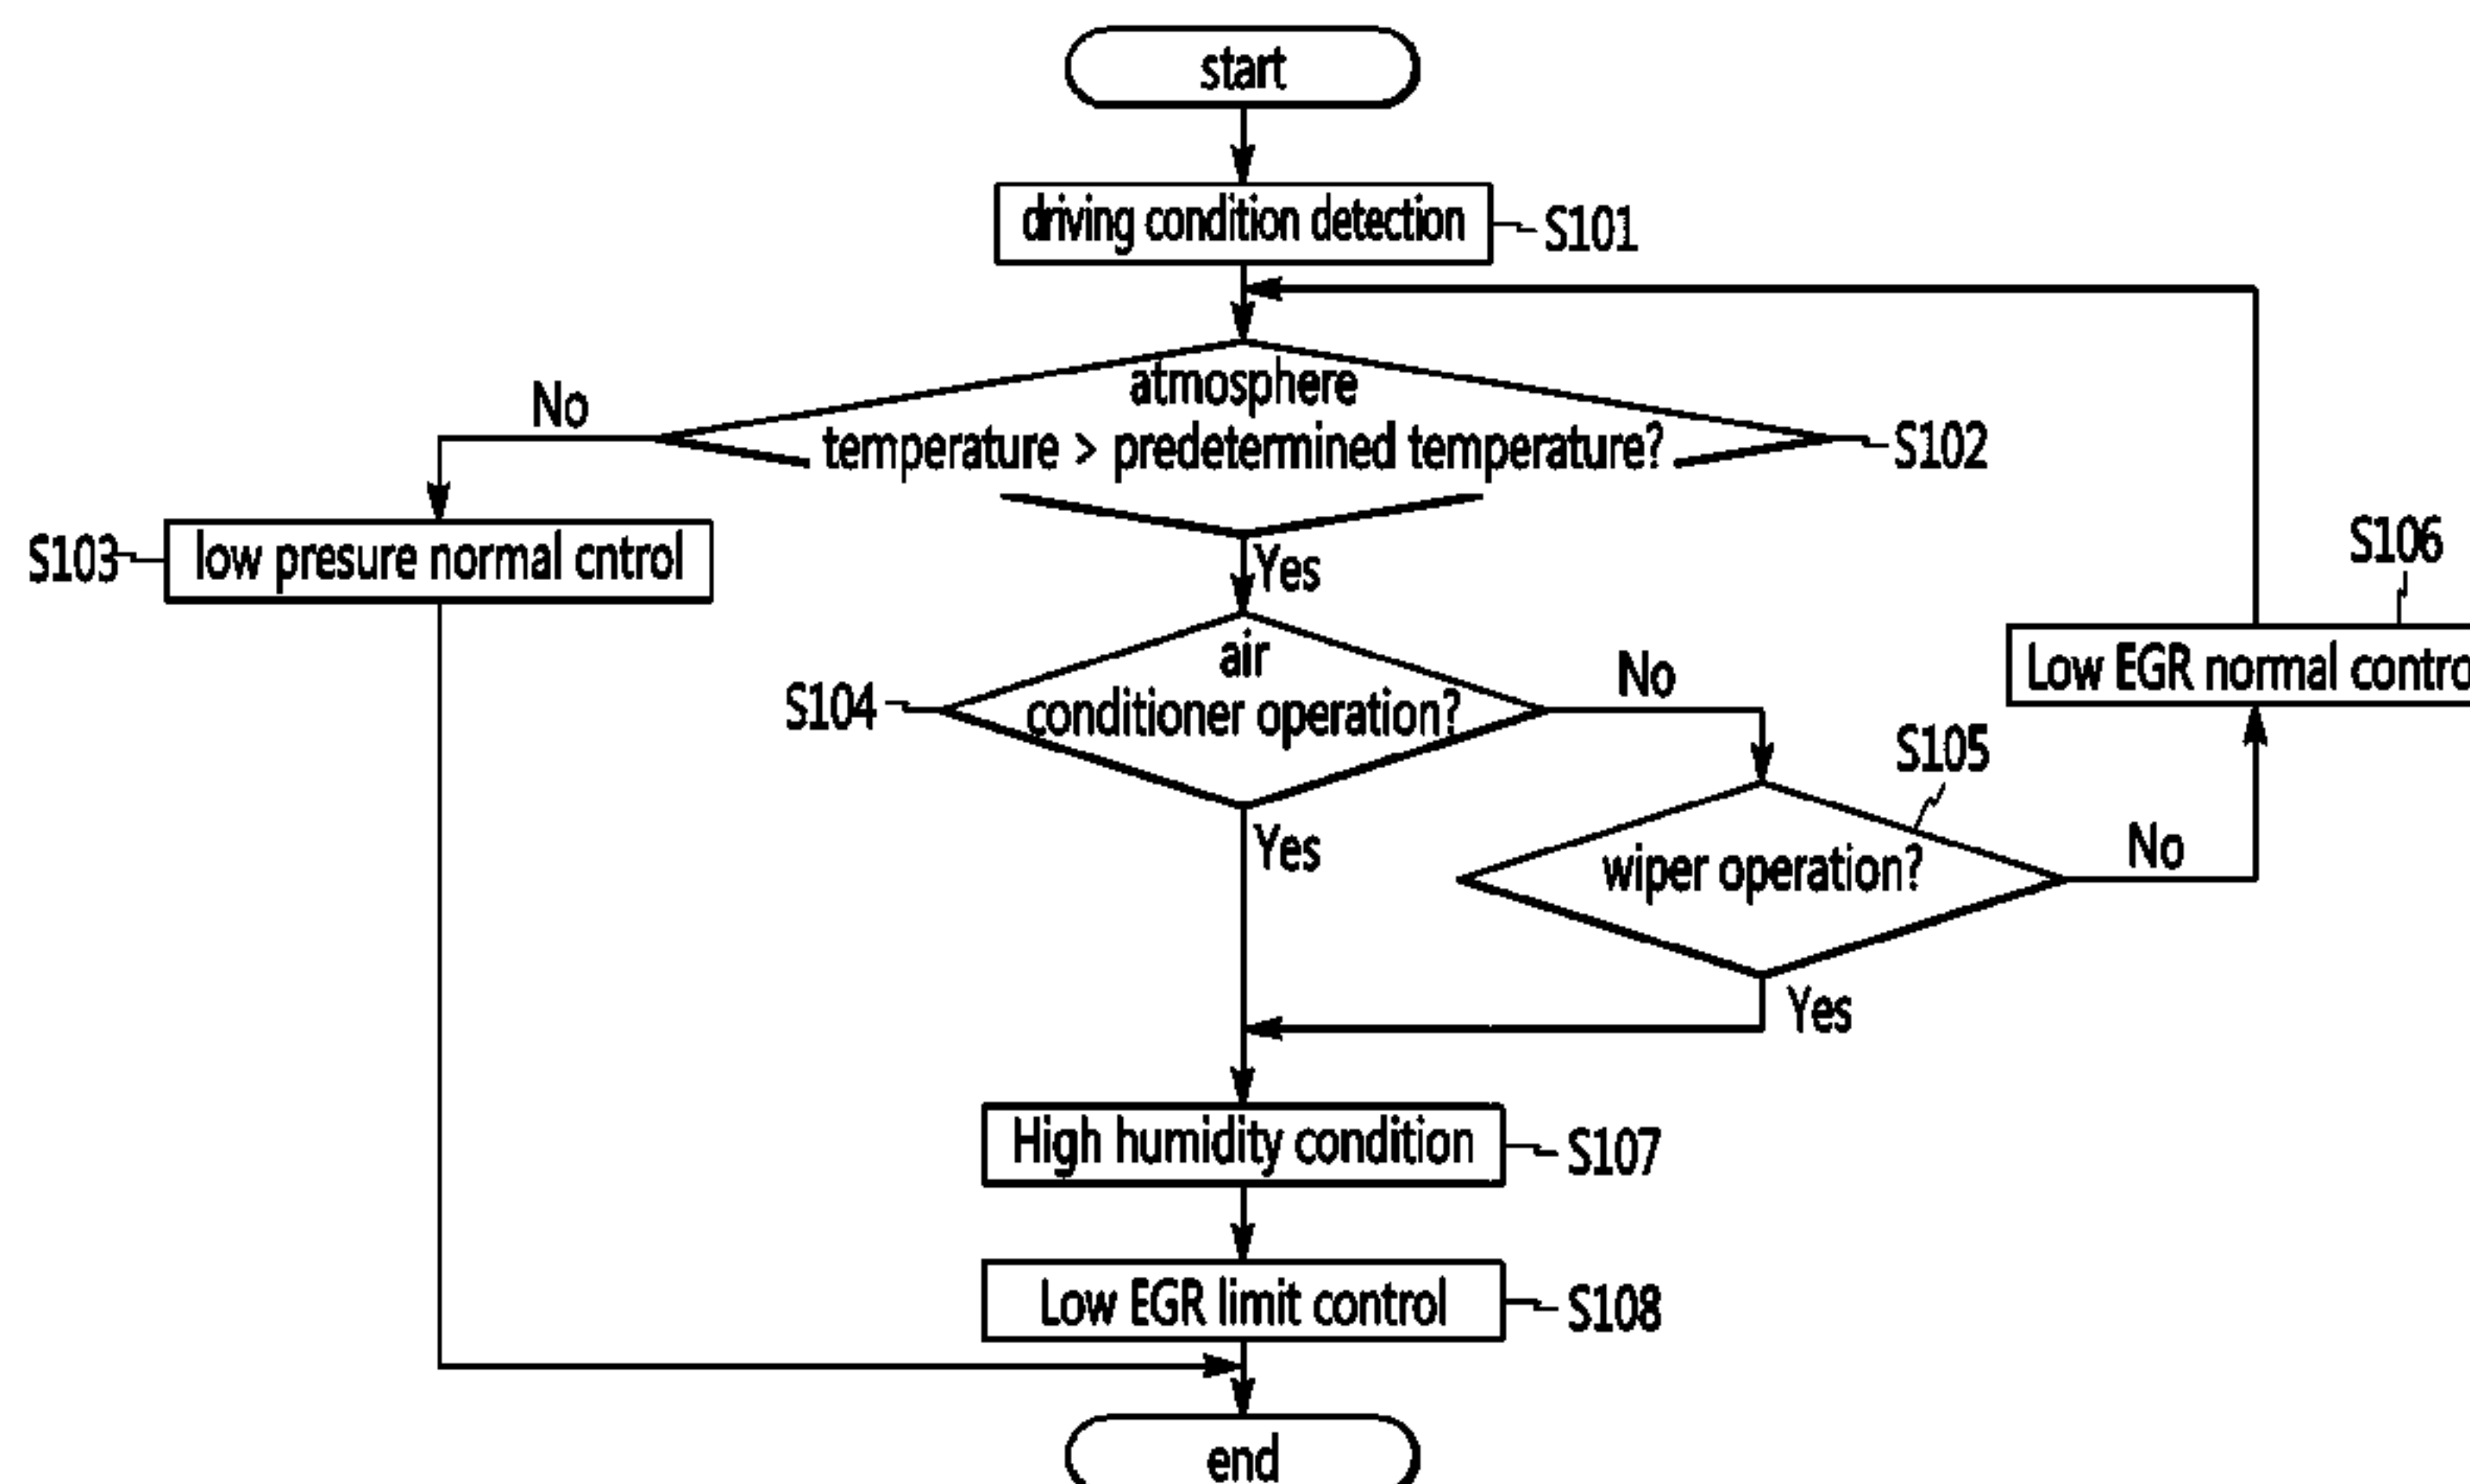 start
driving condition detection
S101
atmosphere
temperature > predetermined temperature?
S102
No
Yes
S103
low presure normal cntrol
S106
Low EGR normal contro
air
conditioner operation?
S104
No
Yes
S105
wiper operation?
No
Yes
High humidity condition
S107
Low EGR limit control
S108
end